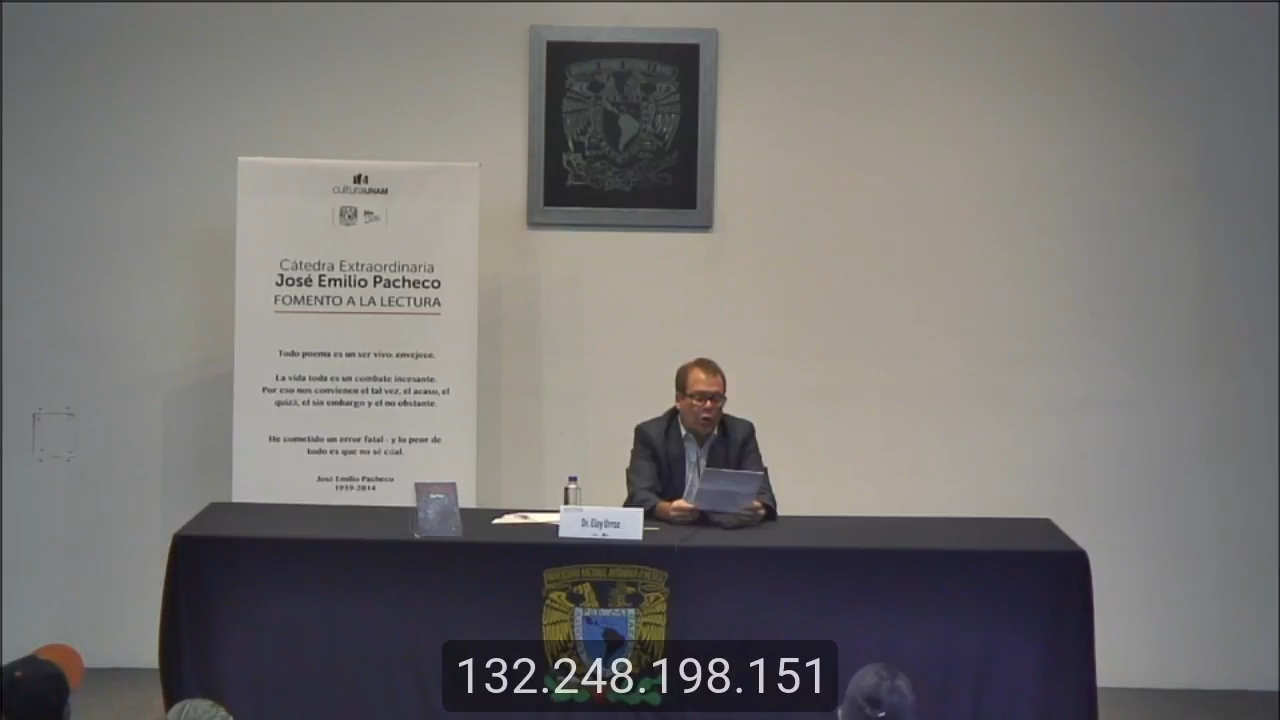 culturaUNAM
Cátedra Extraordinaria
José Emilio Pacheco
FOMENTO A LA LECTURA
Todo poema es un ser vivo: envejece.
La vida toda es un combate incesante.
Por eso nos convienen el tal vez, el acaso, el
quizá, el sin embargo y el no obstante.
He cometido un error fatal - y lo peor de
todo es que no sé cúal.
José Emilio Pacheco
1939-2014
Dr. Eloy Urroz
132.248.198.151